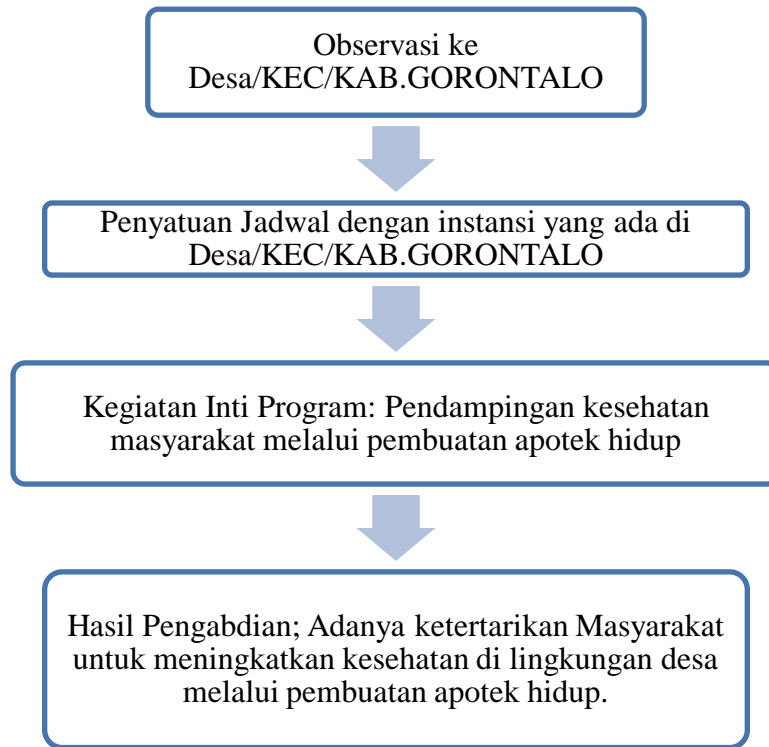 Observasi ke
Desa/KEC/KAB.GORONTALO
Penyatuan Jadwal dengan instansi yang ada di
Desa/KEC/KAB.GORONTALO
Kegiatan Inti Program: Pendampingan kesehatan
masyarakat melalui pembuatan apotek hidup
Hasil Pengabdian; Adanya ketertarikan Masyarakat
untuk meningkatkan kesehatan di lingkungan desa
melalui pembuatan apotek hidup.